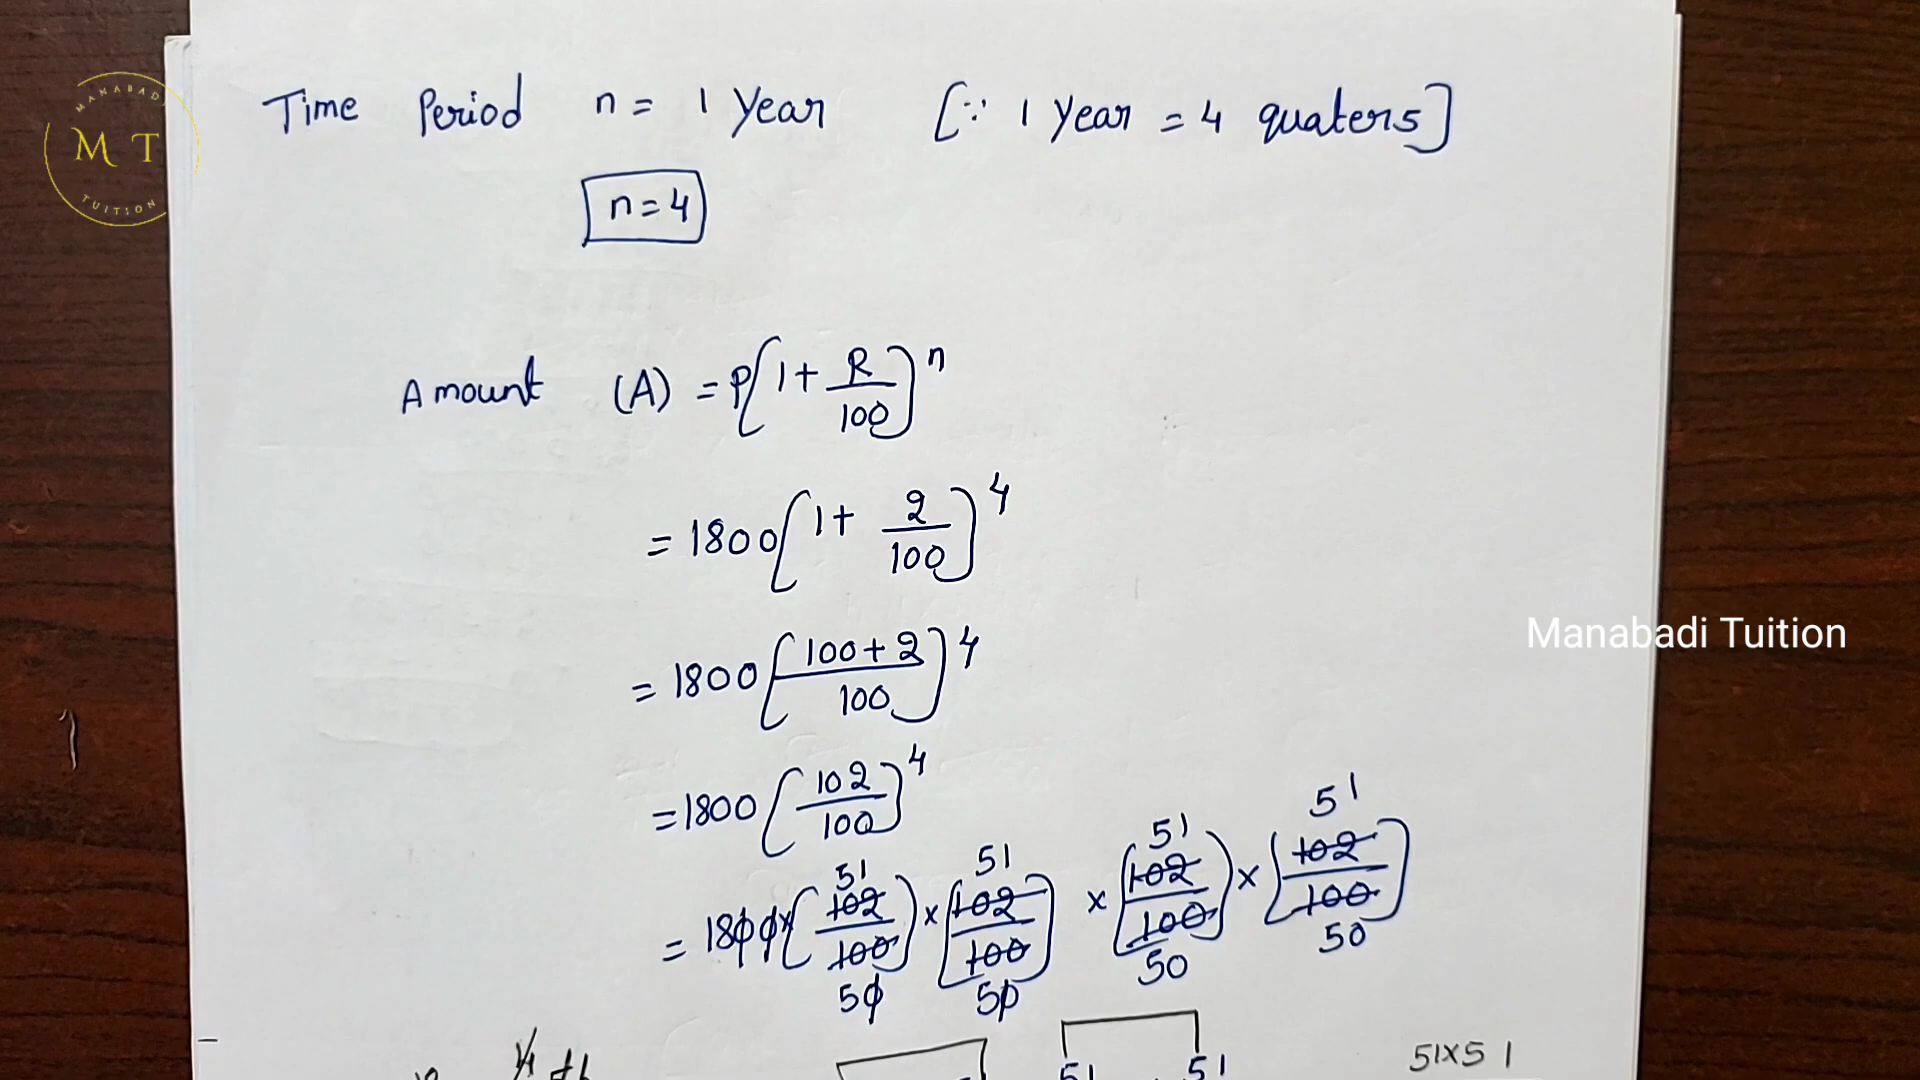 MANABADI
M T
TUITION
Time Period n = 1 Year [∵ 1 Year = 4 quaters]
n = 4
Amount (A) = P[1 + R/100]^n
= 1800[1 + 2/100]^4
= 1800[(100+2)/100]^4
Manabadi Tuition
= 1800[102/100]^4
51 51 51 51
= 1800 × (102/100) × [102/100] × [102/100] × [102/100]
50 50 50 50
51 51
51×51